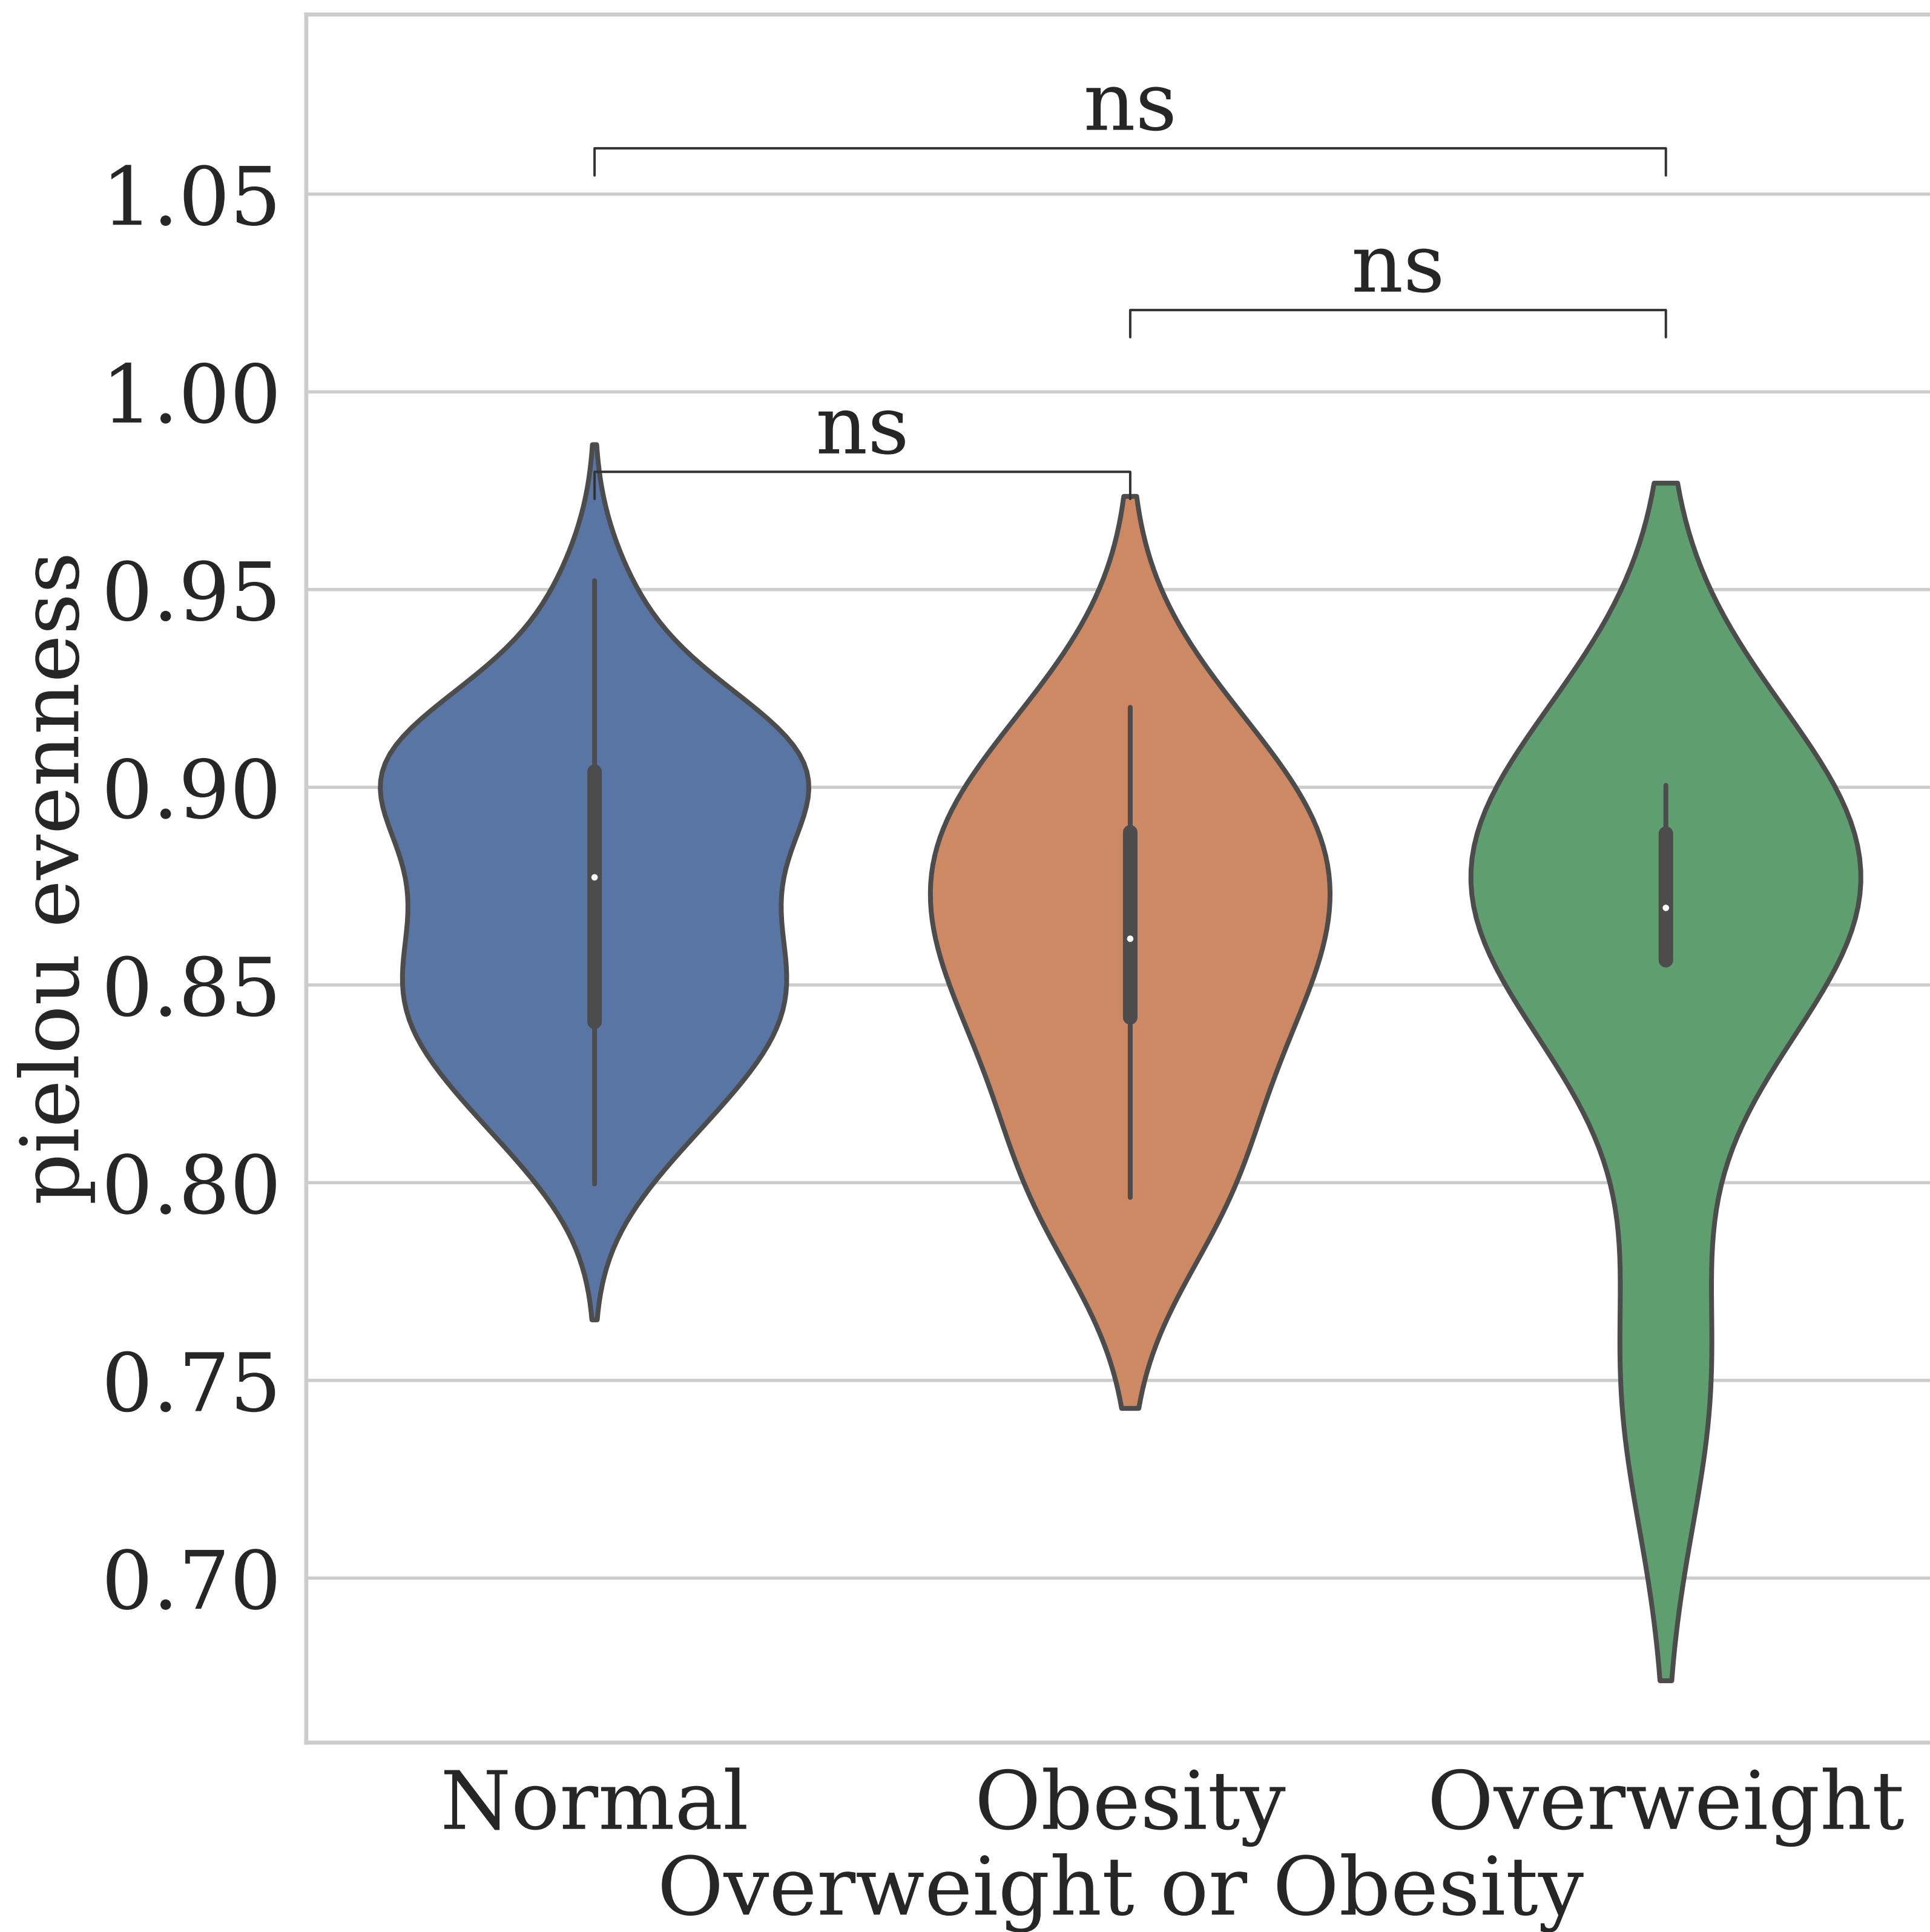 ns
1.05
ns
1.00
ns
0.95
0.90
0.85
0.80
0.75
0.70
pielou evenness
Normal Obesity Overweight
Overweight or Obesity